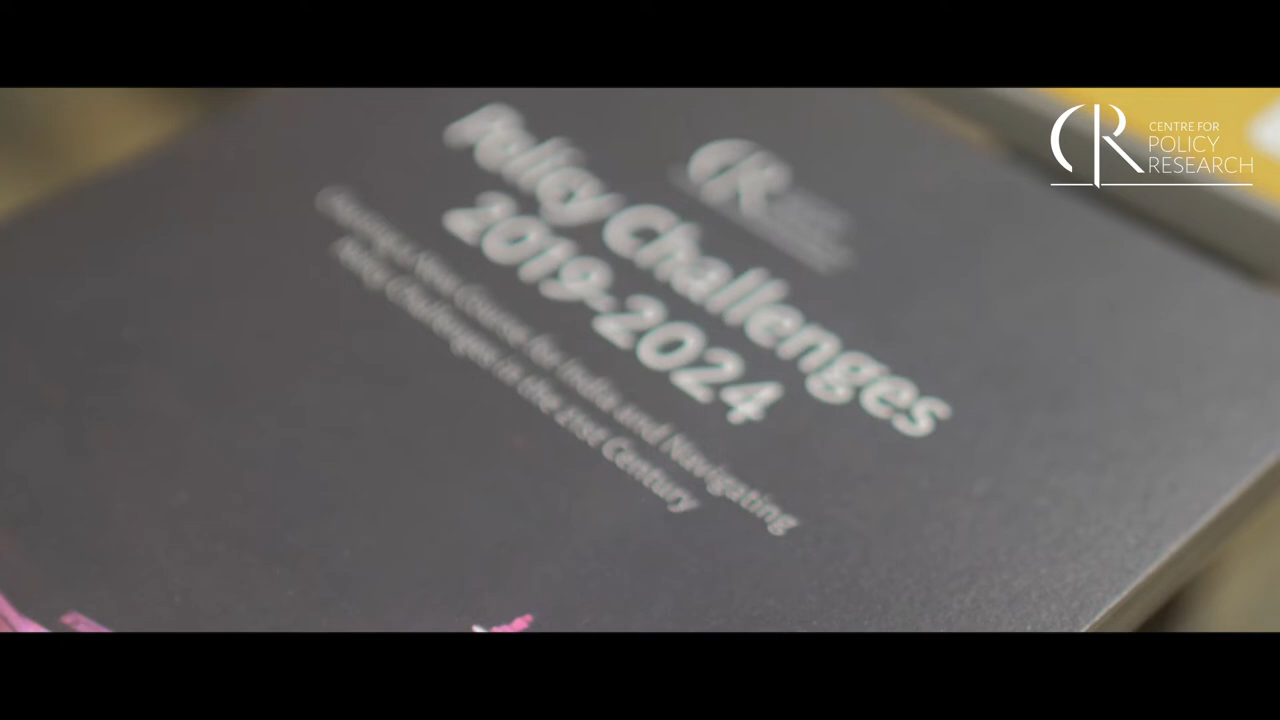 Policy Challenges
2019-2024
Charting a New Course for India and Navigating
Policy Challenges in the 21st Century
CENTRE FOR
POLICY
RESEARCH